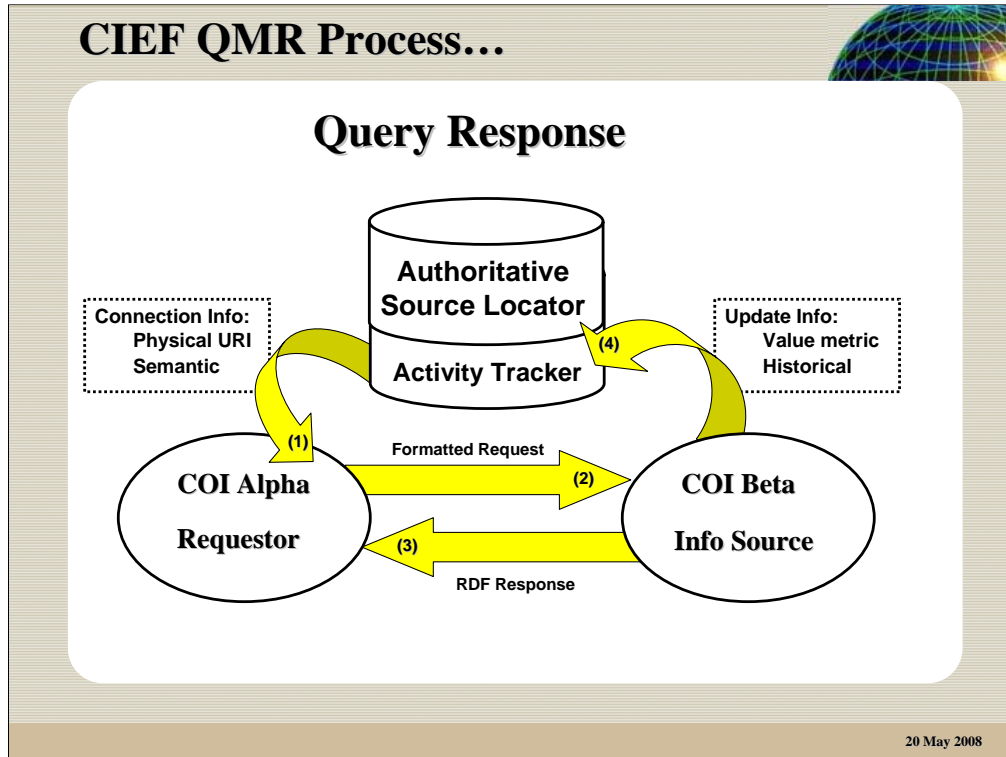 CIEF QMR Process…
Query Response
Authoritative
Source Locator
Activity Tracker
Connection Info:
Physical URI
Semantic
Update Info:
Value metric
Historical
(4)
(1)
Formatted Request
(2)
COI Alpha
Requestor
COI Beta
Info Source
(3)
RDF Response
20 May 2008